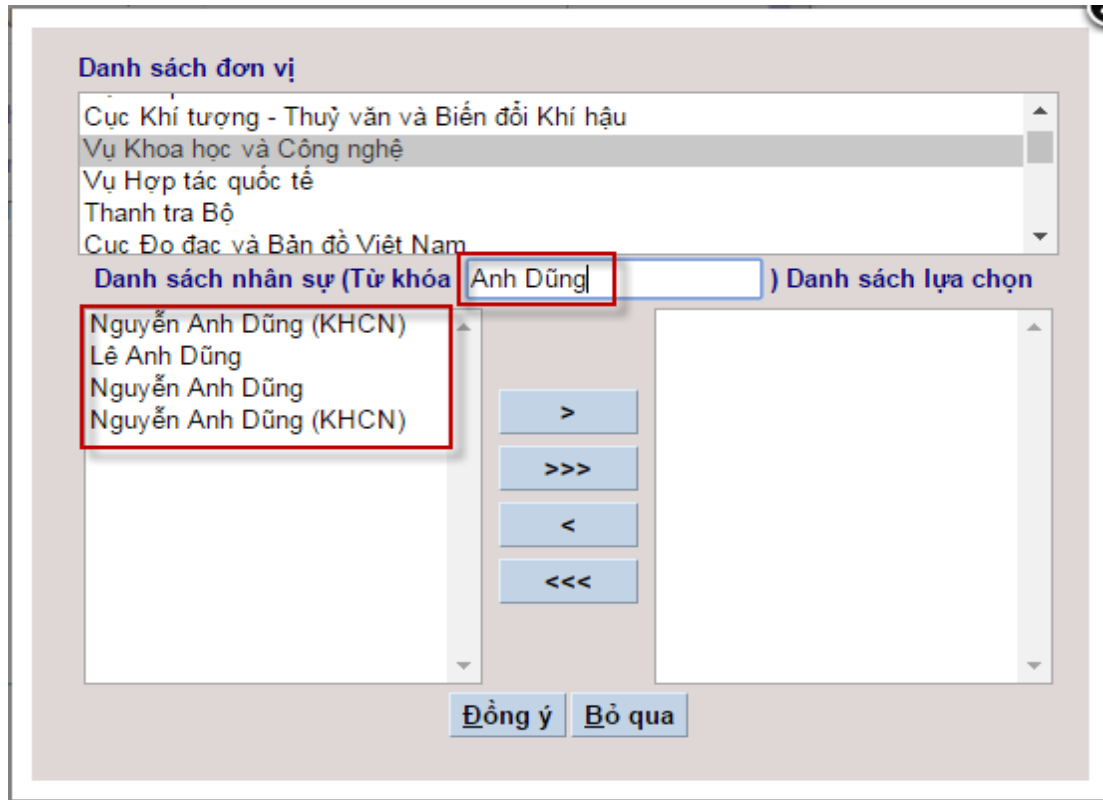 Danh sách đơn vị
Cục Khí tượng - Thuỷ văn và Biến đổi Khí hậu
Vụ Khoa học và Công nghệ
Vụ Hợp tác quốc tế
Thanh tra Bộ
Cục Đo đạc và Bản đồ Việt Nam
Danh sách nhân sự (Từ khóa Anh Dũng ) Danh sách lựa chọn
Nguyễn Anh Dũng (KHCN)
Lê Anh Dũng
Nguyễn Anh Dũng
Nguyễn Anh Dũng (KHCN)
>
>>>
<
<<<
Đồng ý Bỏ qua